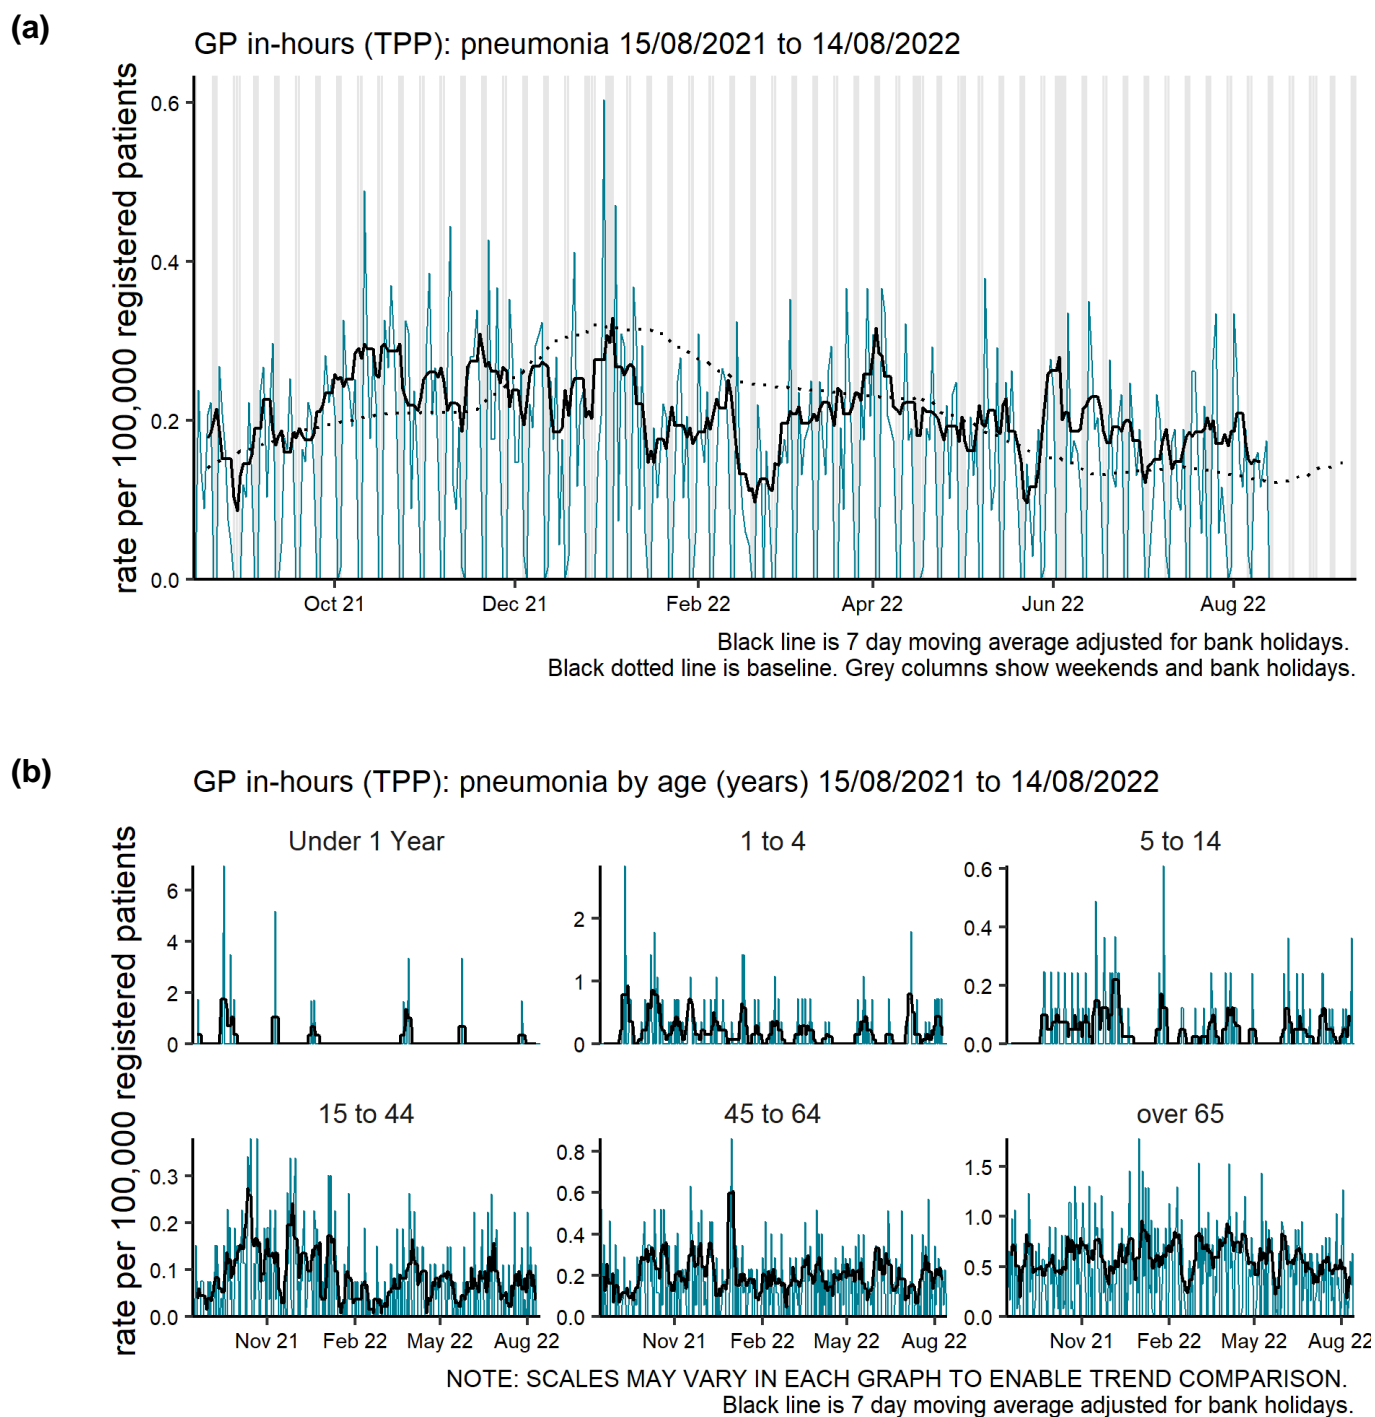 (a)
GP in-hours (TPP): pneumonia 15/08/2021 to 14/08/2022
rate per 100,000 registered patients
0.6
0.4
0.2
0.0
Oct 21 Dec 21 Feb 22 Apr 22 Jun 22 Aug 22
Black line is 7 day moving average adjusted for bank holidays.
Black dotted line is baseline. Grey columns show weekends and bank holidays.
(b)
GP in-hours (TPP): pneumonia by age (years) 15/08/2021 to 14/08/2022
rate per 100,000 registered patients
Under 1 Year
6
4
2
0
1 to 4
2
1
0
5 to 14
0.6
0.4
0.2
0.0
15 to 44
0.3
0.2
0.1
0.0
Nov 21 Feb 22 May 22 Aug 22
45 to 64
0.8
0.6
0.4
0.2
0.0
Nov 21 Feb 22 May 22 Aug 22
over 65
1.5
1.0
0.5
0.0
Nov 21 Feb 22 May 22 Aug 22
NOTE: SCALES MAY VARY IN EACH GRAPH TO ENABLE TREND COMPARISON.
Black line is 7 day moving average adjusted for bank holidays.